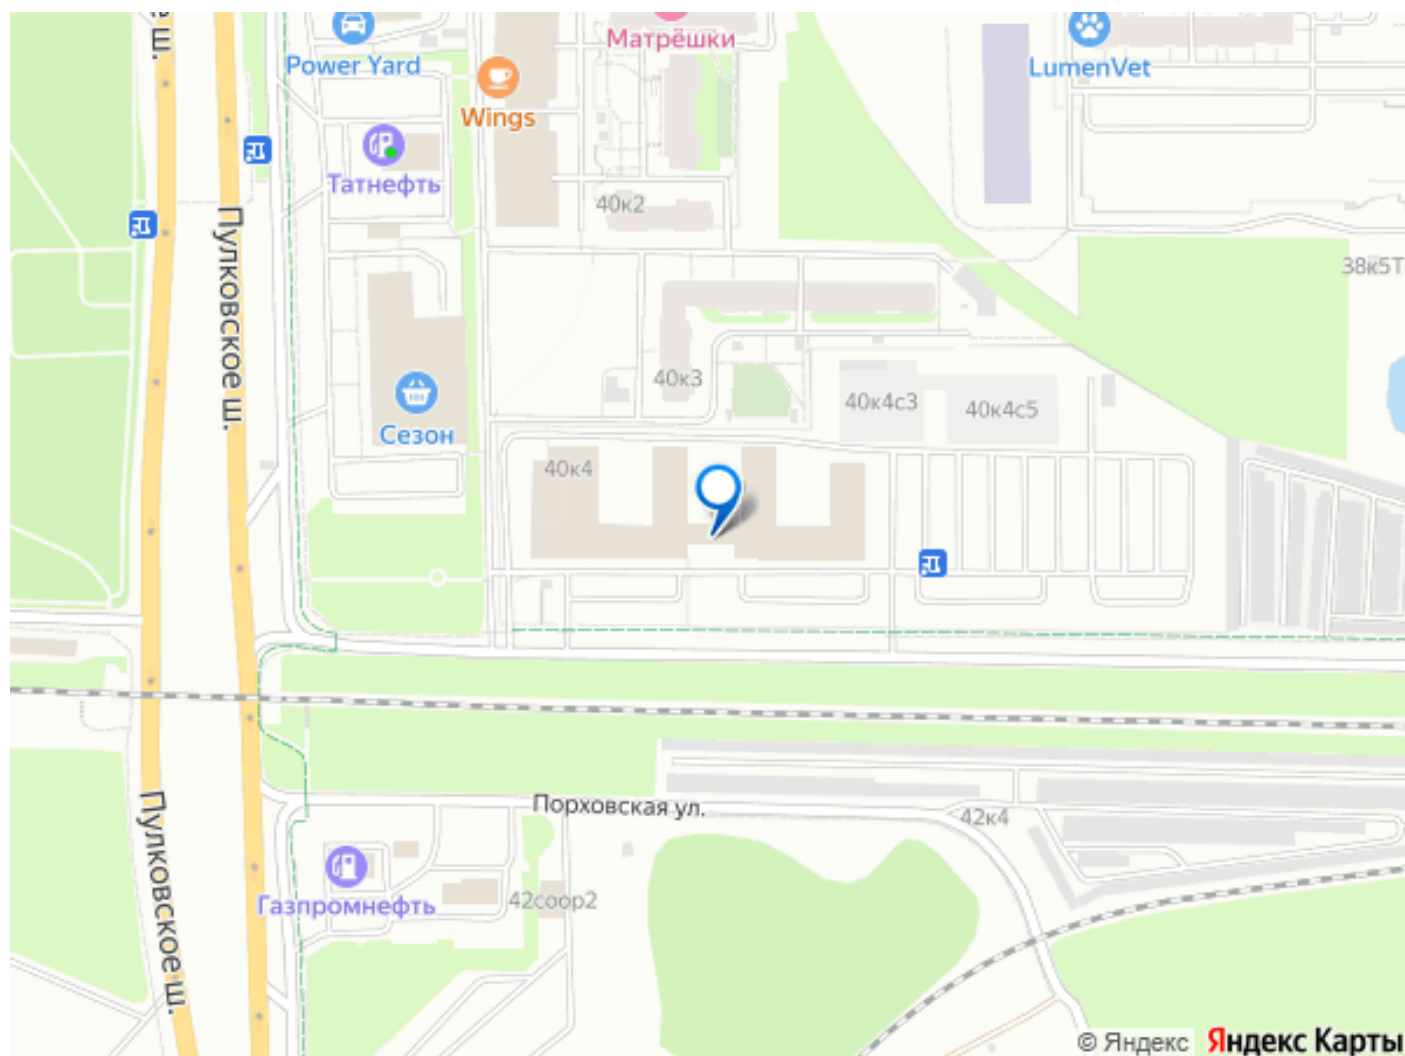 е ш.
Power Yard
Матрёшки
LumenVet
Wings
Татнефть
40к2
Пулковское ш.
38к5Т
40к3
40к4с3
40к4с5
Сезон
40к4
Порховская ул.
42к4
Пулковское ш.
Газпромнефть
42соор2
© Яндекс Яндекс Карты